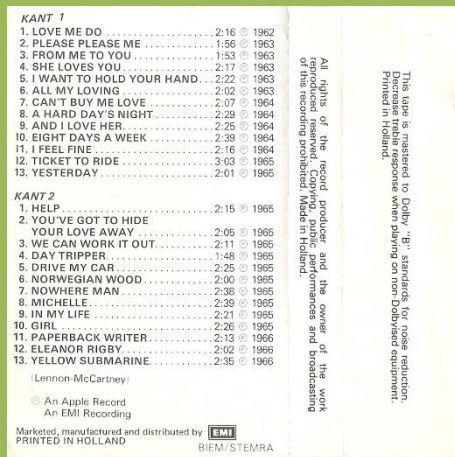 KANT 1
1. LOVE ME DO ............... 2:16 ℗ 1962
2. PLEASE PLEASE ME ......... 1:56 ℗ 1963
3. FROM ME TO YOU ........... 1:53 ℗ 1963
4. SHE LOVES YOU ............ 2:17 ℗ 1963
5. I WANT TO HOLD YOUR HAND... 2:22 ℗ 1963
6. ALL MY LOVING ............ 2:02 ℗ 1963
7. CAN'T BUY ME LOVE ........ 2:07 ℗ 1964
8. A HARD DAY'S NIGHT ....... 2:29 ℗ 1964
9. AND I LOVE HER........... 2:25 ℗ 1964
10. EIGHT DAYS A WEEK ....... 2:39 ℗ 1964
11. I FEEL FINE ............. 2:16 ℗ 1964
12. TICKET TO RIDE .......... 3:03 ℗ 1965
13. YESTERDAY............... 2:01 ℗ 1965
KANT 2
1. HELP..................... 2:15 ℗ 1965
2. YOU'VE GOT TO HIDE
YOUR LOVE AWAY ............. 2:05 ℗ 1965
3. WE CAN WORK IT OUT....... 2:11 ℗ 1965
4. DAY TRIPPER.............. 1:48 ℗ 1965
5. DRIVE MY CAR............. 2:25 ℗ 1965
6. NORWEGIAN WOOD .......... 2:00 ℗ 1965
7. NOWHERE MAN.............. 2:38 ℗ 1965
8. MICHELLE................. 2:39 ℗ 1965
9. IN MY LIFE .............. 2:21 ℗ 1965
10. GIRL ................... 2:26 ℗ 1965
11. PAPERBACK WRITER........ 2:13 ℗ 1966
12. ELEANOR RIGBY........... 2:02 ℗ 1966
13. YELLOW SUBMARINE........ 2:35 ℗ 1966
(Lennon-McCartney)
℗ An Apple Record
An EMI Recording
Marketed, manufactured and distributed by EMI
PRINTED IN HOLLAND
BIEM/STEMRA
All rights of the record producer and the owner of the work
reproduced reserved. Copying, public performances and broadcasting
of this recording prohibited. Made in Holland.
This tape is mastered to Dolby "B" standards for noise reduction.
Decrease treble response when playing on non-Dolbyised equipment.
Printed in Holland.